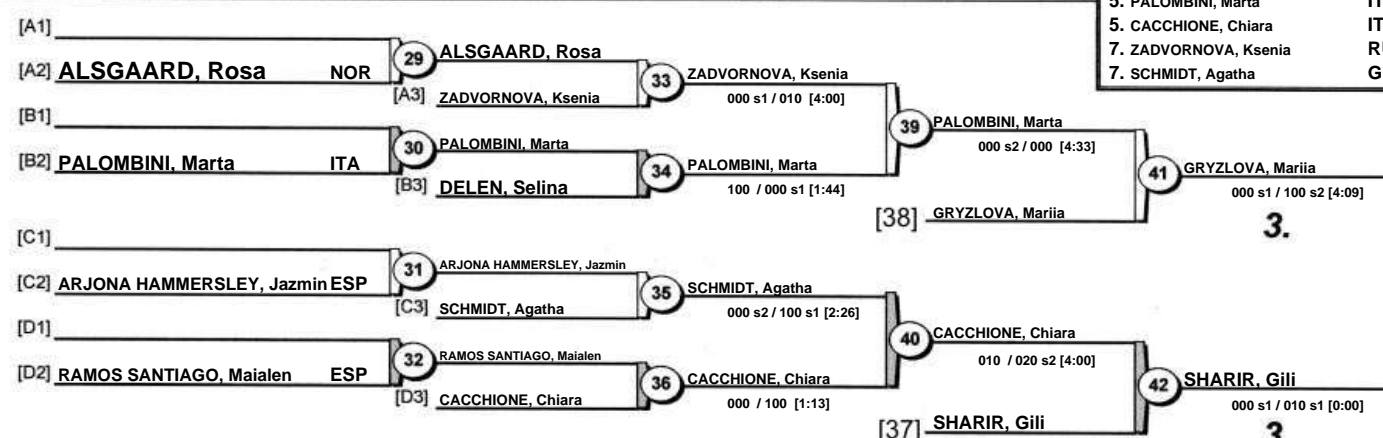 5. PALOMBINI, Marta
5. CACCHIONE, Chiara
7. ZADVORNOVA, Ksenia
7. SCHMIDT, Agatha
[A1]
[A2] ALSGAARD, Rosa NOR
29
ALSGAARD, Rosa
[A3] ZADVORNOVA, Ksenia
33
ZADVORNOVA, Ksenia
000 s1 / 010 [4:00]
[B1]
[B2] PALOMBINI, Marta ITA
30
PALOMBINI, Marta
[B3] DELEN, Selina
34
PALOMBINI, Marta
100 / 000 s1 [1:44]
39
PALOMBINI, Marta
000 s2 / 000 [4:33]
[38] GRYZLOVA, Mariia
41
GRYZLOVA, Mariia
000 s1 / 100 s2 [4:09]
3.
[C1]
[C2] ARJONA HAMMERSLEY, Jazmin ESP
31
ARJONA HAMMERSLEY, Jazmin
[C3] SCHMIDT, Agatha
35
SCHMIDT, Agatha
000 s2 / 100 s1 [2:26]
[D1]
[D2] RAMOS SANTIAGO, Maialen ESP
32
RAMOS SANTIAGO, Maialen
[D3] CACCHIONE, Chiara
36
CACCHIONE, Chiara
000 / 100 [1:13]
40
CACCHIONE, Chiara
010 / 020 s2 [4:00]
[37] SHARIR, Gili
42
SHARIR, Gili
000 s1 / 010 s1 [0:00]
3